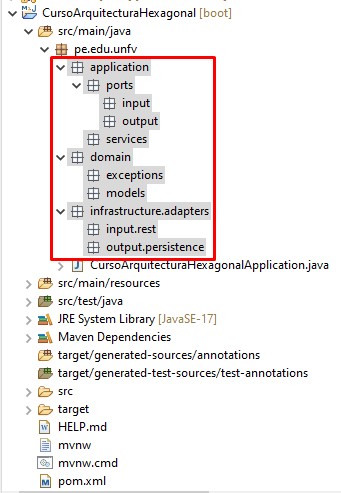 CursoArquitecturaHexagonal [boot]
src/main/java
pe.edu.unfv
application
ports
input
output
services
domain
exceptions
models
infrastructure.adapters
input.rest
output.persistence
CursoArquitecturaHexagonalApplication.java
src/main/resources
src/test/java
JRE System Library [JavaSE-17]
Maven Dependencies
target/generated-sources/annotations
target/generated-test-sources/test-annotations
src
target
HELP.md
mvnw
mvnw.cmd
pom.xml